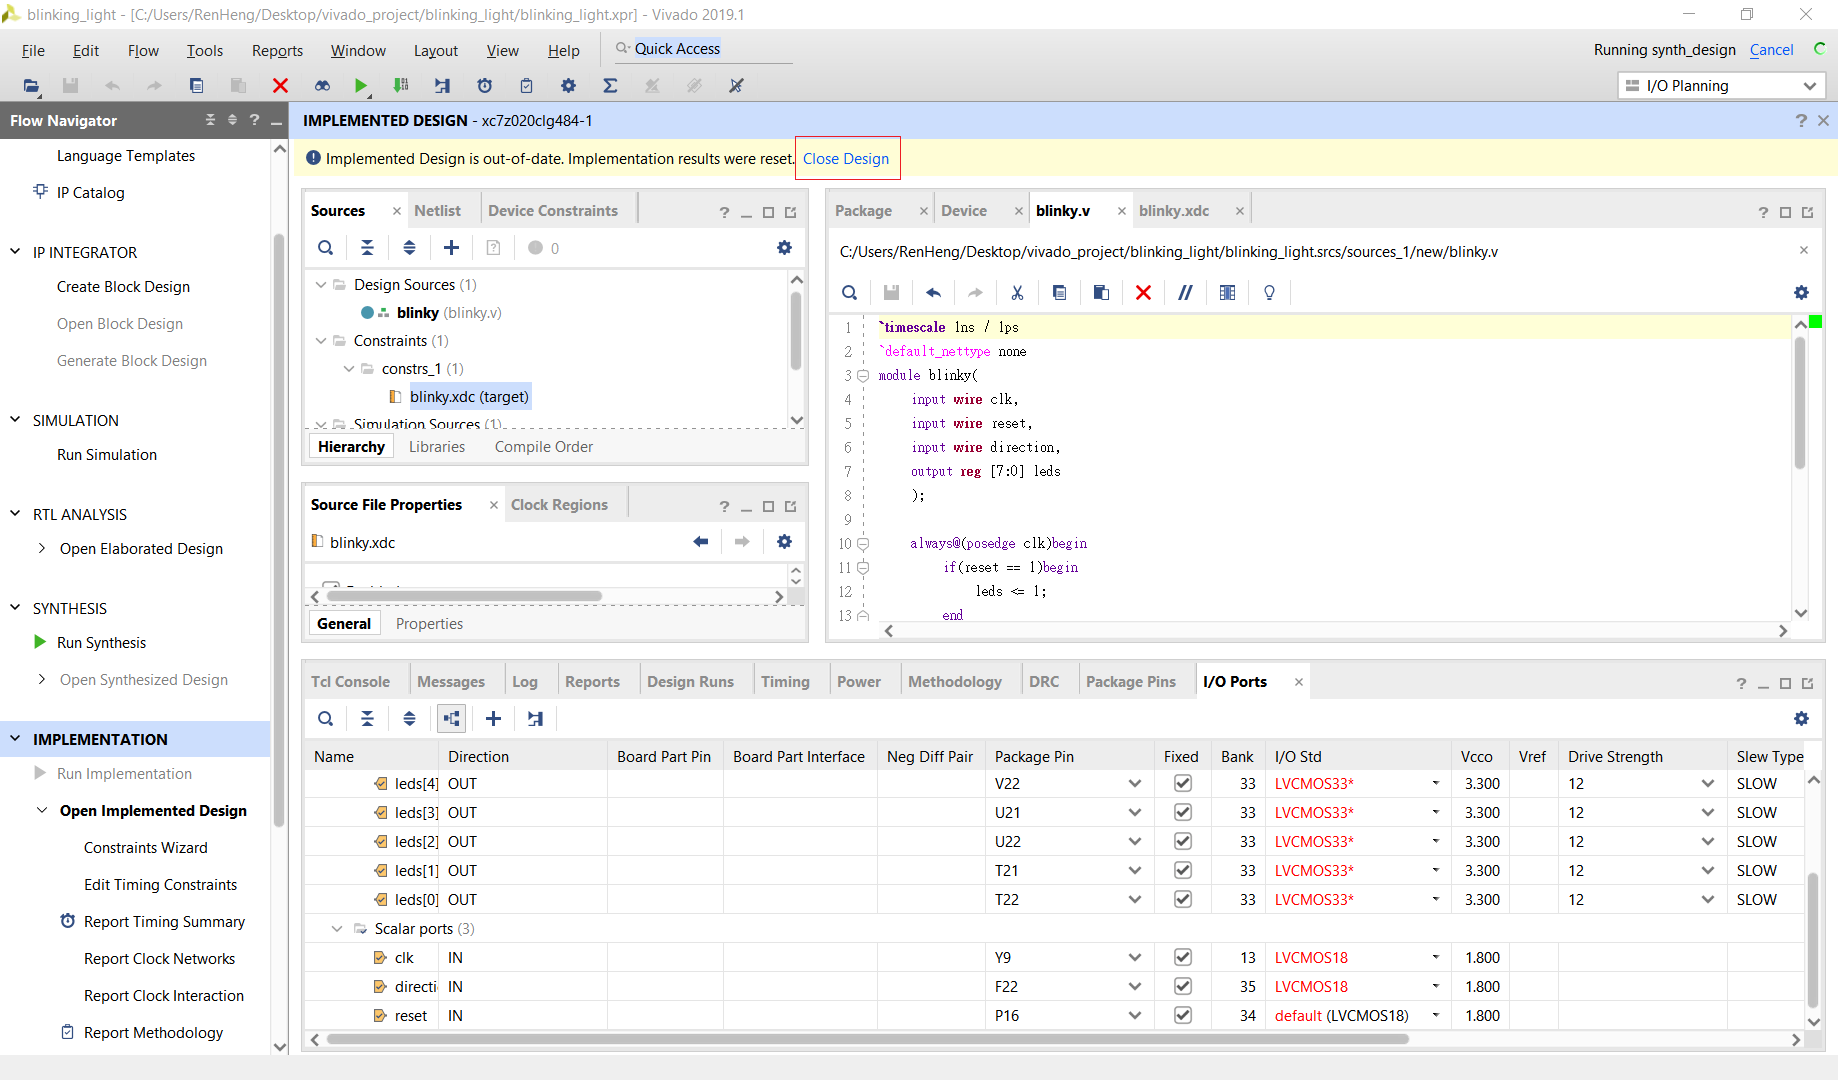 blinking_light - [C:/Users/RenHeng/Desktop/vivado_project/blinking_light/blinking_light.xpr] - Vivado 2019.1
File Edit Flow Tools Reports Window Layout View Help Quick Access
Running synth_design Cancel
I/O Planning
Flow Navigator ?
Language Templates
IP Catalog
IP INTEGRATOR
Create Block Design
Open Block Design
Generate Block Design
SIMULATION
Run Simulation
RTL ANALYSIS
Open Elaborated Design
SYNTHESIS
Run Synthesis
Open Synthesized Design
IMPLEMENTATION
Run Implementation
Open Implemented Design
Constraints Wizard
Edit Timing Constraints
Report Timing Summary
Report Clock Networks
Report Clock Interaction
Report Methodology
IMPLEMENTED DESIGN - xc7z020clg484-1 ?
Implemented Design is out-of-date. Implementation results were reset. Close Design
Sources Netlist Device Constraints ?
0
Design Sources (1)
blinky (blinky.v)
Constraints (1)
constrs_1 (1)
blinky.xdc (target)
Simulation Sources (1)
Hierarchy Libraries Compile Order
Source File Properties Clock Regions ?
blinky.xdc
General Properties
Package Device blinky.v blinky.xdc ?
C:/Users/RenHeng/Desktop/vivado_project/blinking_light/blinking_light.srcs/sources_1/new/blinky.v
1 `timescale 1ns / 1ps
2 `default_nettype none
3 module blinky(
4 input wire clk,
5 input wire reset,
6 input wire direction,
7 output reg [7:0] leds
8 );
9
10 always@(posedge clk)begin
11 if(reset == 1)begin
12 leds <= 1;
13 end
Tcl Console Messages Log Reports Design Runs Timing Power Methodology DRC Package Pins I/O Ports ?
Name Direction Board Part Pin Board Part Interface Neg Diff Pair Package Pin Fixed Bank I/O Std Vcco Vref Drive Strength Slew Type
leds[4] OUT V22 33 LVCMOS33* 3.300 12 SLOW
leds[3] OUT U21 33 LVCMOS33* 3.300 12 SLOW
leds[2] OUT U22 33 LVCMOS33* 3.300 12 SLOW
leds[1] OUT T21 33 LVCMOS33* 3.300 12 SLOW
leds[0] OUT T22 33 LVCMOS33* 3.300 12 SLOW
Scalar ports (3)
clk IN Y9 13 LVCMOS18 1.800
directi IN F22 35 LVCMOS18 1.800
reset IN P16 34 default (LVCMOS18) 1.800